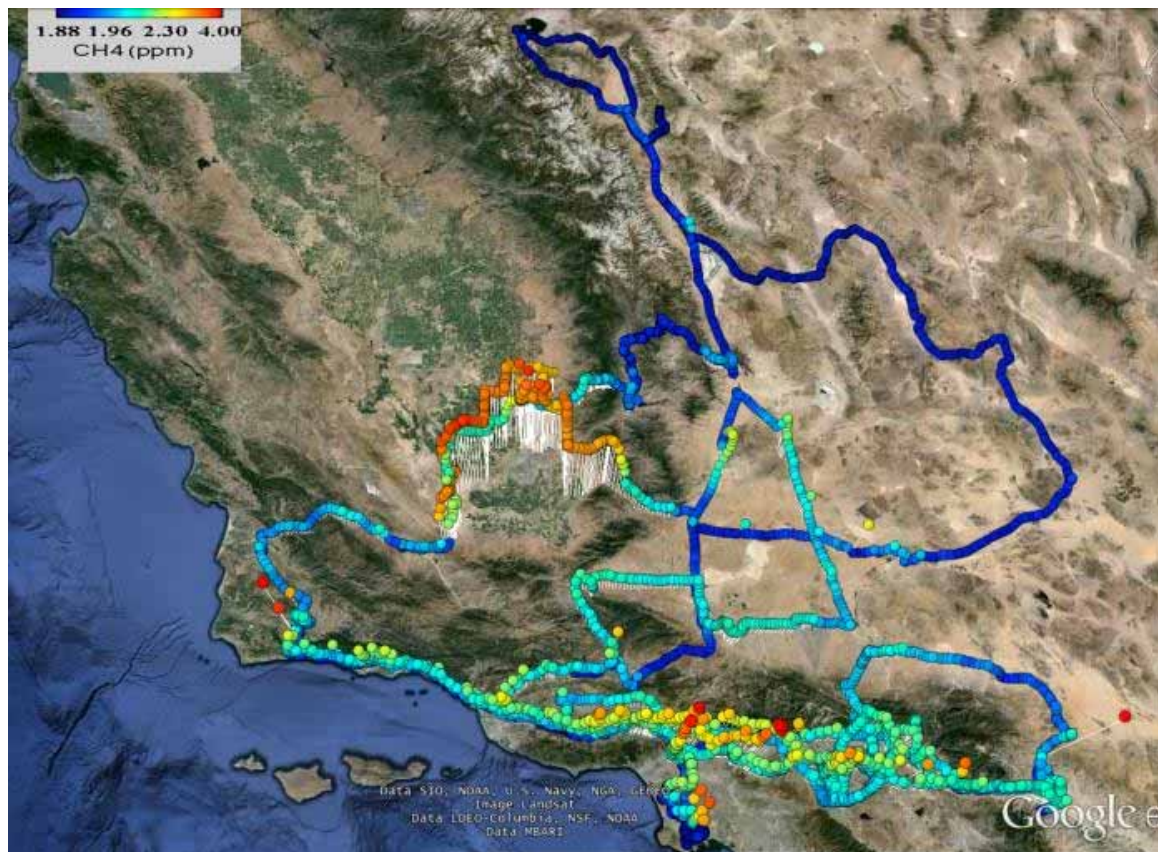 1.88 1.96 2.30 4.00
CH4 (ppm)
Data SIO, NOAA, U.S. Navy, NGA, GEBCO
Image Landsat
Data LDEO-Columbia, NSF, NOAA
Data MBARI
Google e